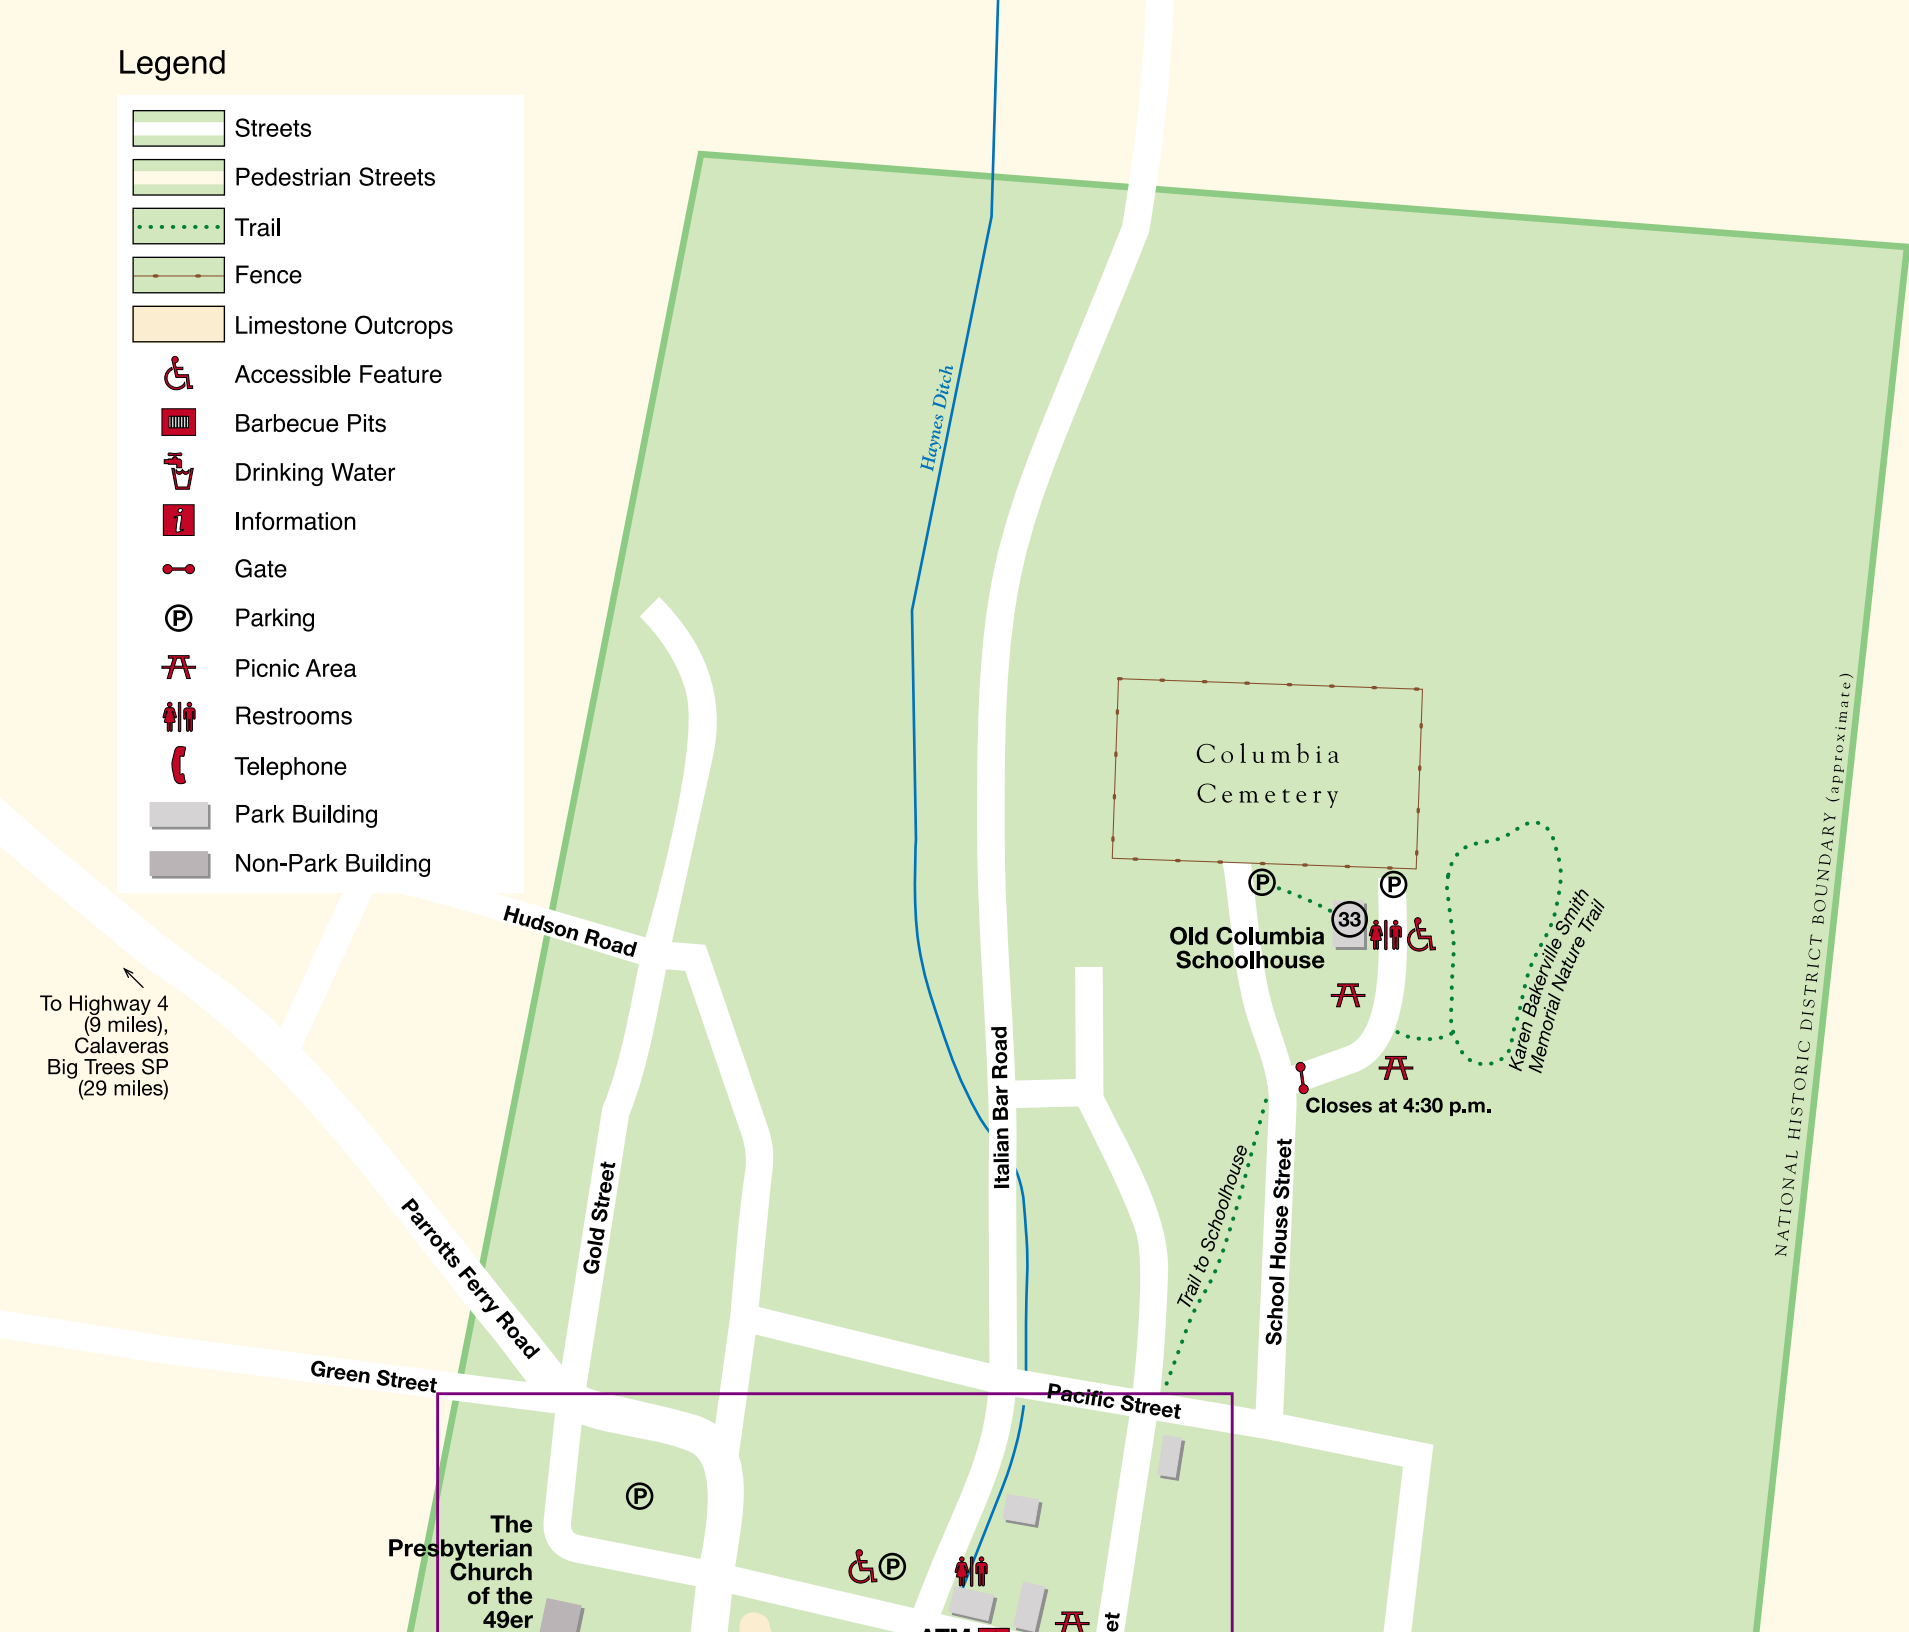 Legend
Streets
Pedestrian Streets
Trail
Fence
Limestone Outcrops
Accessible Feature
Barbecue Pits
Drinking Water
i
Information
Gate
P
Parking
Picnic Area
Restrooms
Telephone
Park Building
Non-Park Building
Haynes Ditch
Columbia
Cemetery
P
P
33
Old Columbia
Schoolhouse
Karen Bakerville Smith
Memorial Nature Trail
NATIONAL HISTORIC DISTRICT BOUNDARY (approximate)
Hudson Road
To Highway 4
(9 miles),
Calaveras
Big Trees SP
(29 miles)
Italian Bar Road
Closes at 4:30 p.m.
Trail to Schoolhouse
School House Street
Gold Street
Parrotts Ferry Road
Green Street
Pacific Street
P
The
Presbyterian
Church
of the
49er
P
et